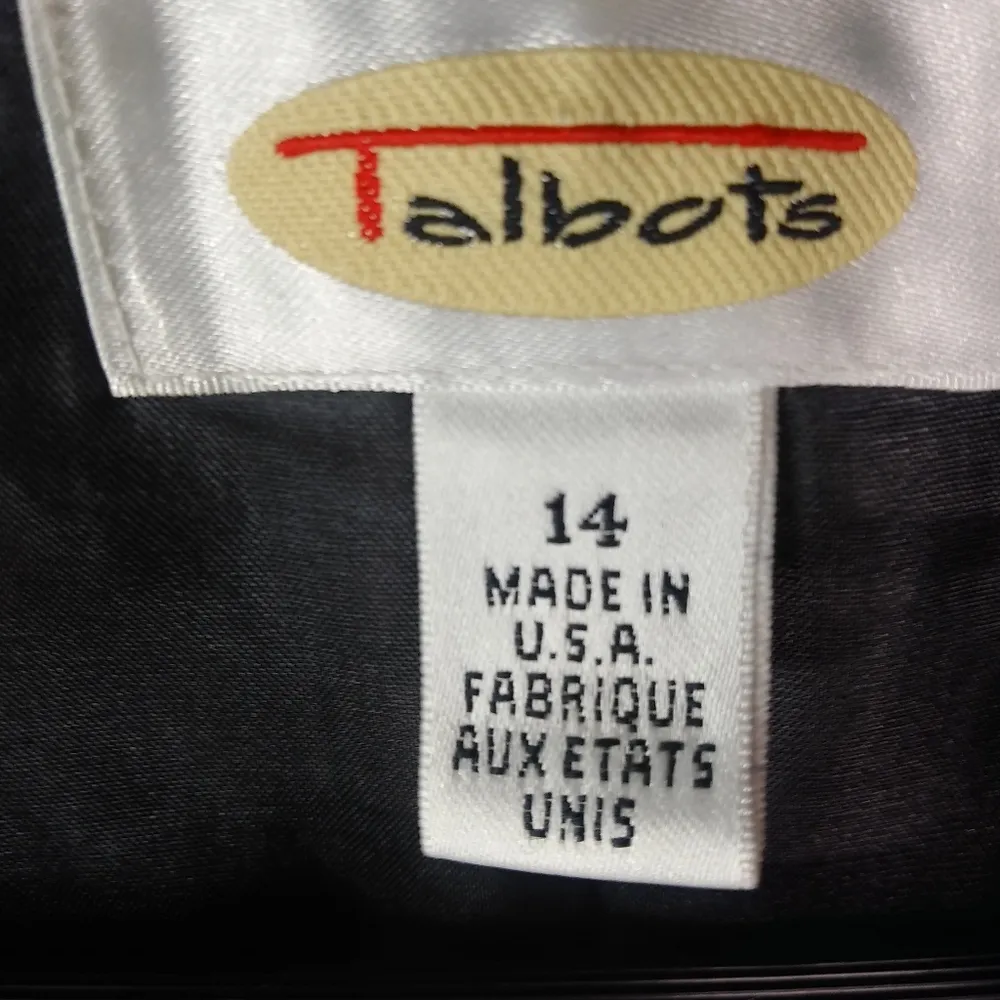 Talbots
14
MADE IN
U.S.A.
FABRIQUE
AUX ETATS
UNIS